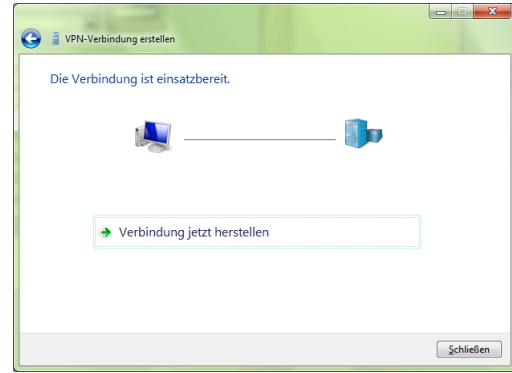 VPN-Verbindung erstellen
Die Verbindung ist einsatzbereit.
Verbindung jetzt herstellen
Schließen